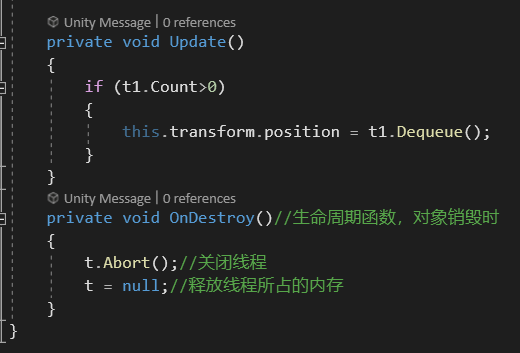 Unity Message | 0 references
private void Update()
{
if (t1.Count>0)
{
this.transform.position = t1.Dequeue();
}
}
Unity Message | 0 references
private void OnDestroy()//生命周期函数，对象销毁时
{
t.Abort();//关闭线程
t = null;//释放线程所占的内存
}
}